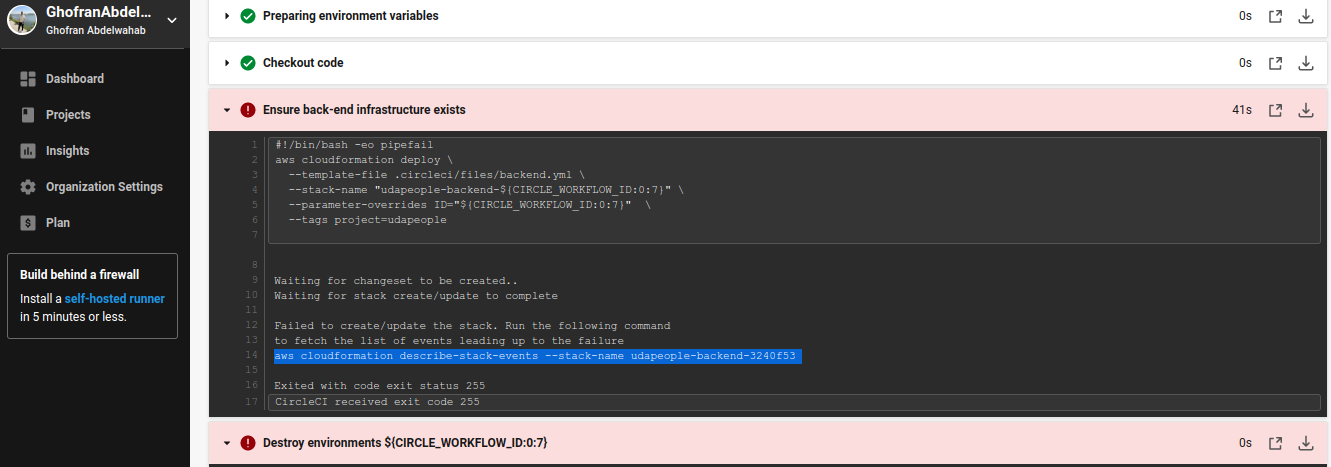 GhofranAbdel...
Ghofran Abdelwahab
Dashboard
Projects
Insights
Organization Settings
Plan
Build behind a firewall
Install a self-hosted runner
in 5 minutes or less.
Preparing environment variables 0s
Checkout code 0s
Ensure back-end infrastructure exists 41s
1 #!/bin/bash -eo pipefail
2 aws cloudformation deploy \
3 --template-file .circleci/files/backend.yml \
4 --stack-name "udapeople-backend-${CIRCLE_WORKFLOW_ID:0:7}" \
5 --parameter-overrides ID="${CIRCLE_WORKFLOW_ID:0:7}" \
6 --tags project=udapeople
7
8
9 Waiting for changeset to be created..
10 Waiting for stack create/update to complete
11
12 Failed to create/update the stack. Run the following command
13 to fetch the list of events leading up to the failure
14 aws cloudformation describe-stack-events --stack-name udapeople-backend-3240f53
15
16 Exited with code exit status 255
17 CircleCI received exit code 255
Destroy environments ${CIRCLE_WORKFLOW_ID:0:7} 0s